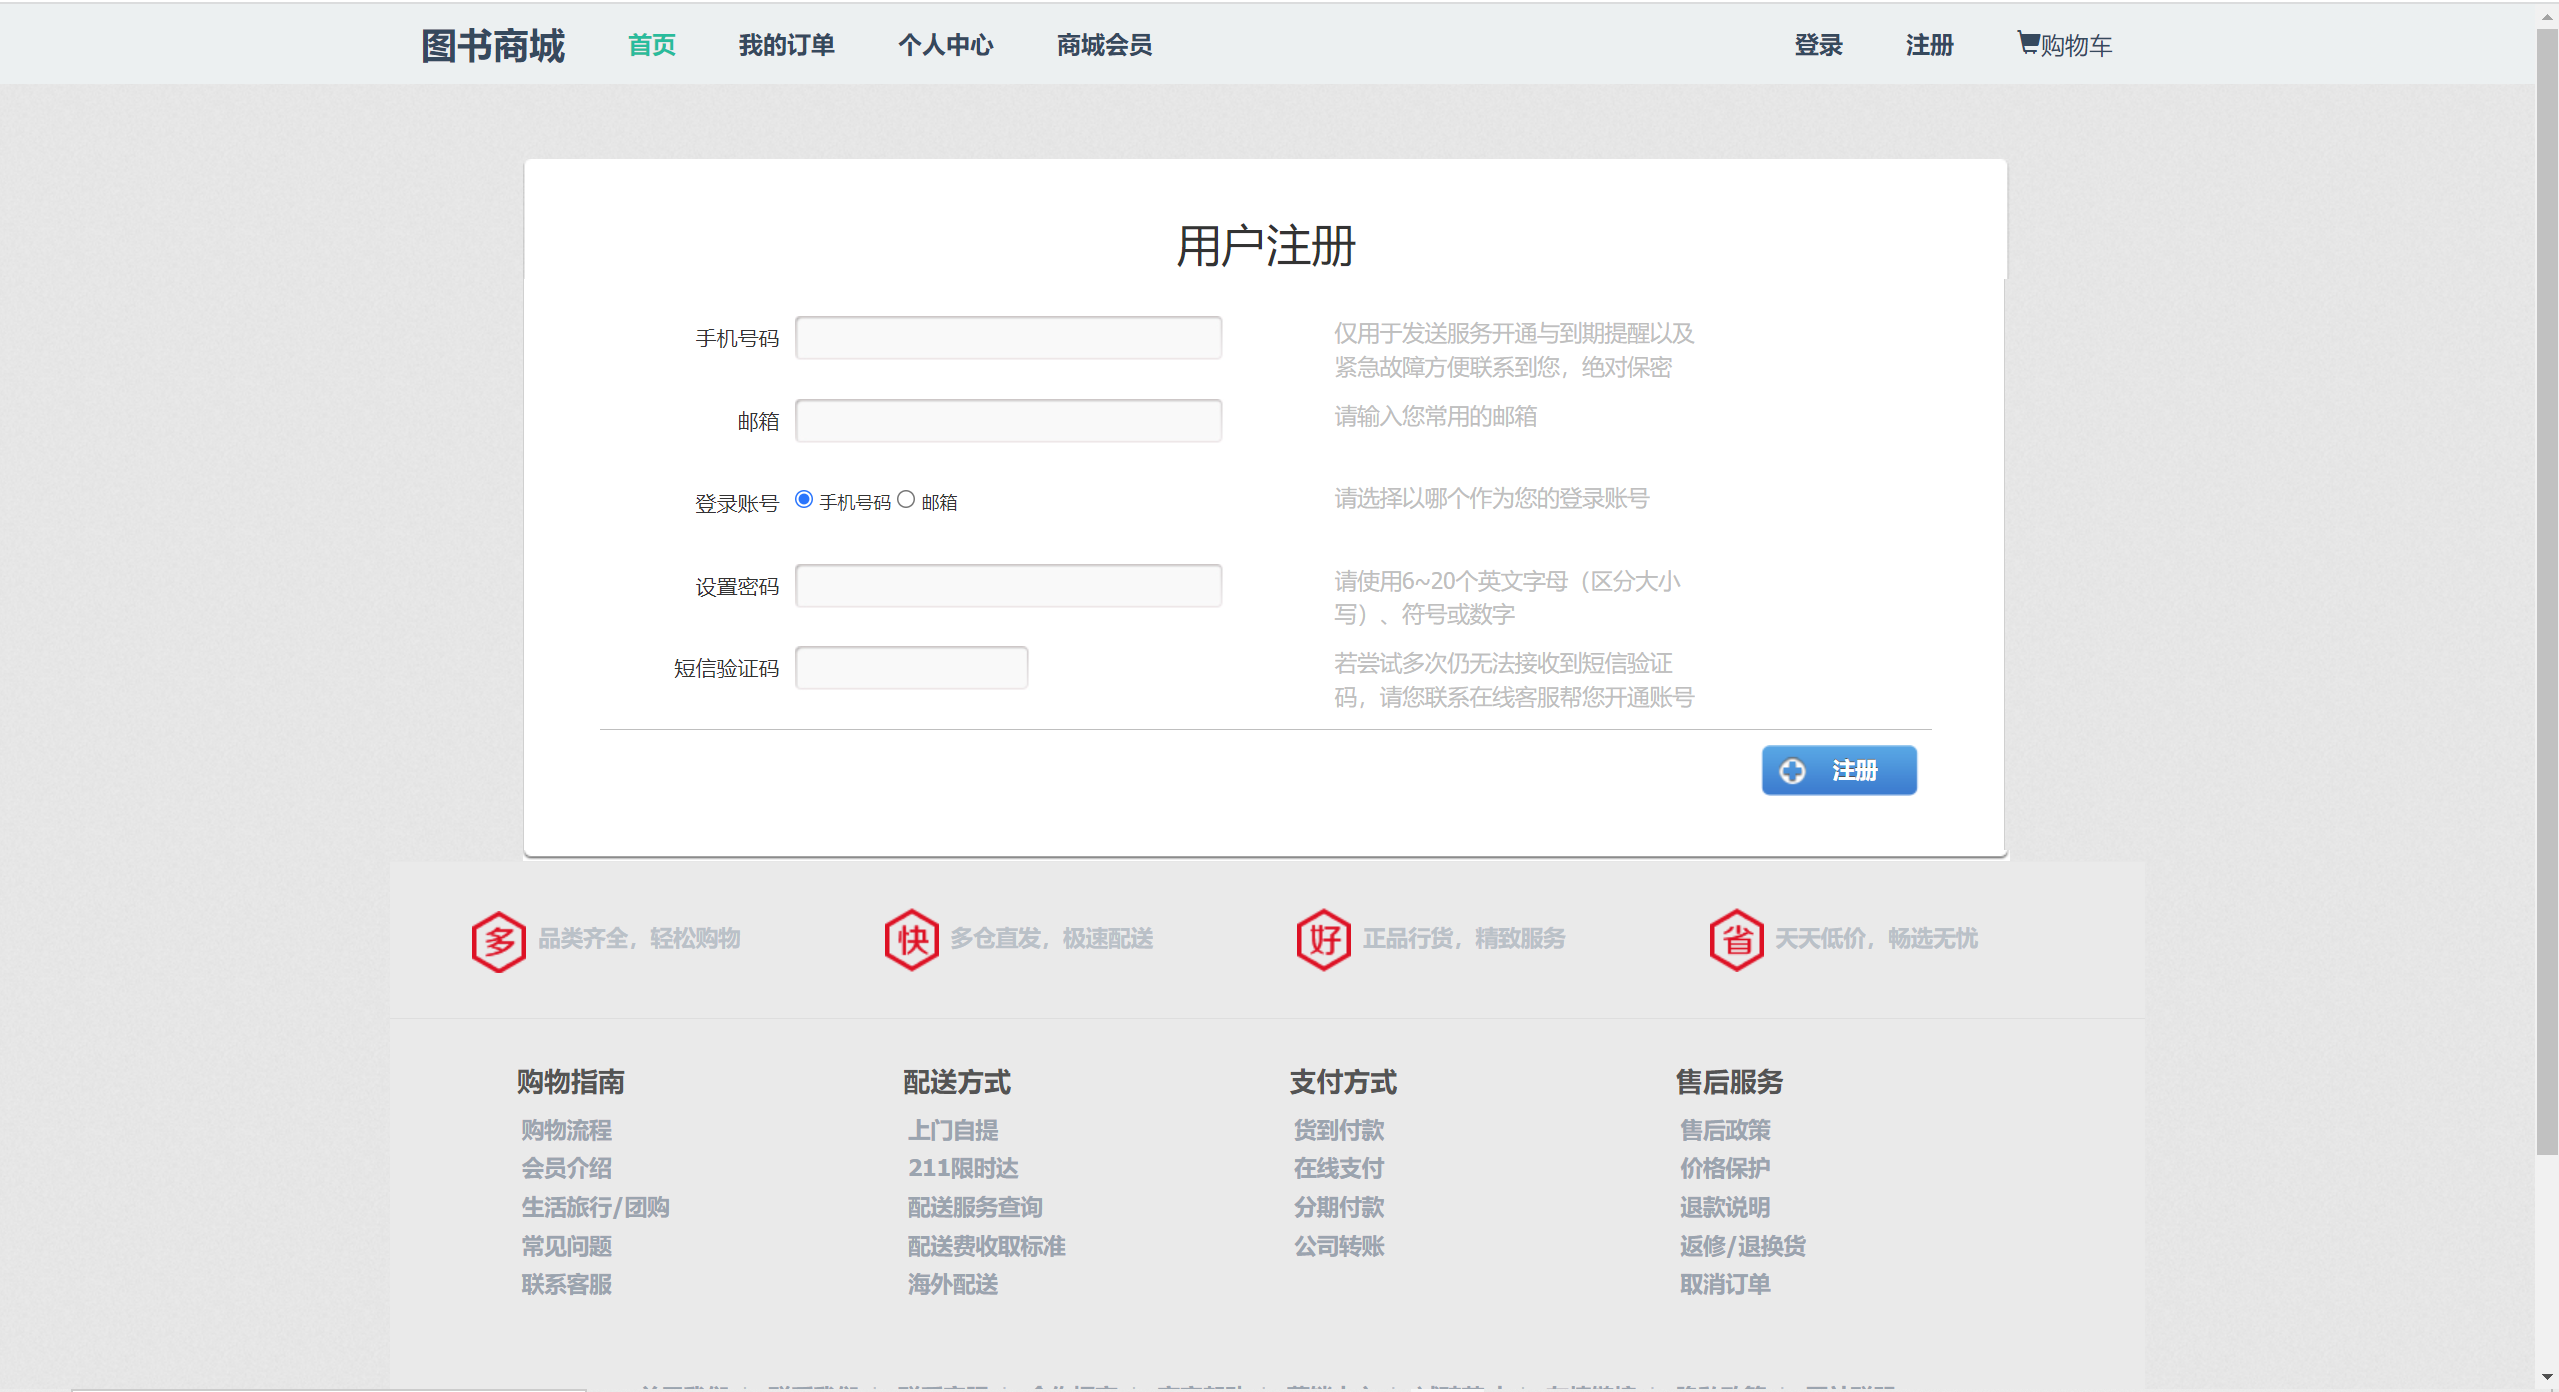 图书商城 首页 我的订单 个人中心 商城会员 登录 注册 购物车
用户注册
手机号码 仅用于发送服务开通与到期提醒以及
紧急故障方便联系到您，绝对保密
邮箱 请输入您常用的邮箱
登录账号 手机号码 邮箱 请选择以哪个作为您的登录账号
设置密码 请使用6~20个英文字母（区分大小
写）、符号或数字
短信验证码 若尝试多次仍无法接收到短信验证
码，请您联系在线客服帮您开通账号
注册
多 品类齐全，轻松购物 快 多仓直发，极速配送 好 正品行货，精致服务 省 天天低价，畅选无忧
购物指南 配送方式 支付方式 售后服务
购物流程 上门自提 货到付款 售后政策
会员介绍 211限时达 在线支付 价格保护
生活旅行/团购 配送服务查询 分期付款 退款说明
常见问题 配送费收取标准 公司转账 返修/退换货
联系客服 海外配送 取消订单